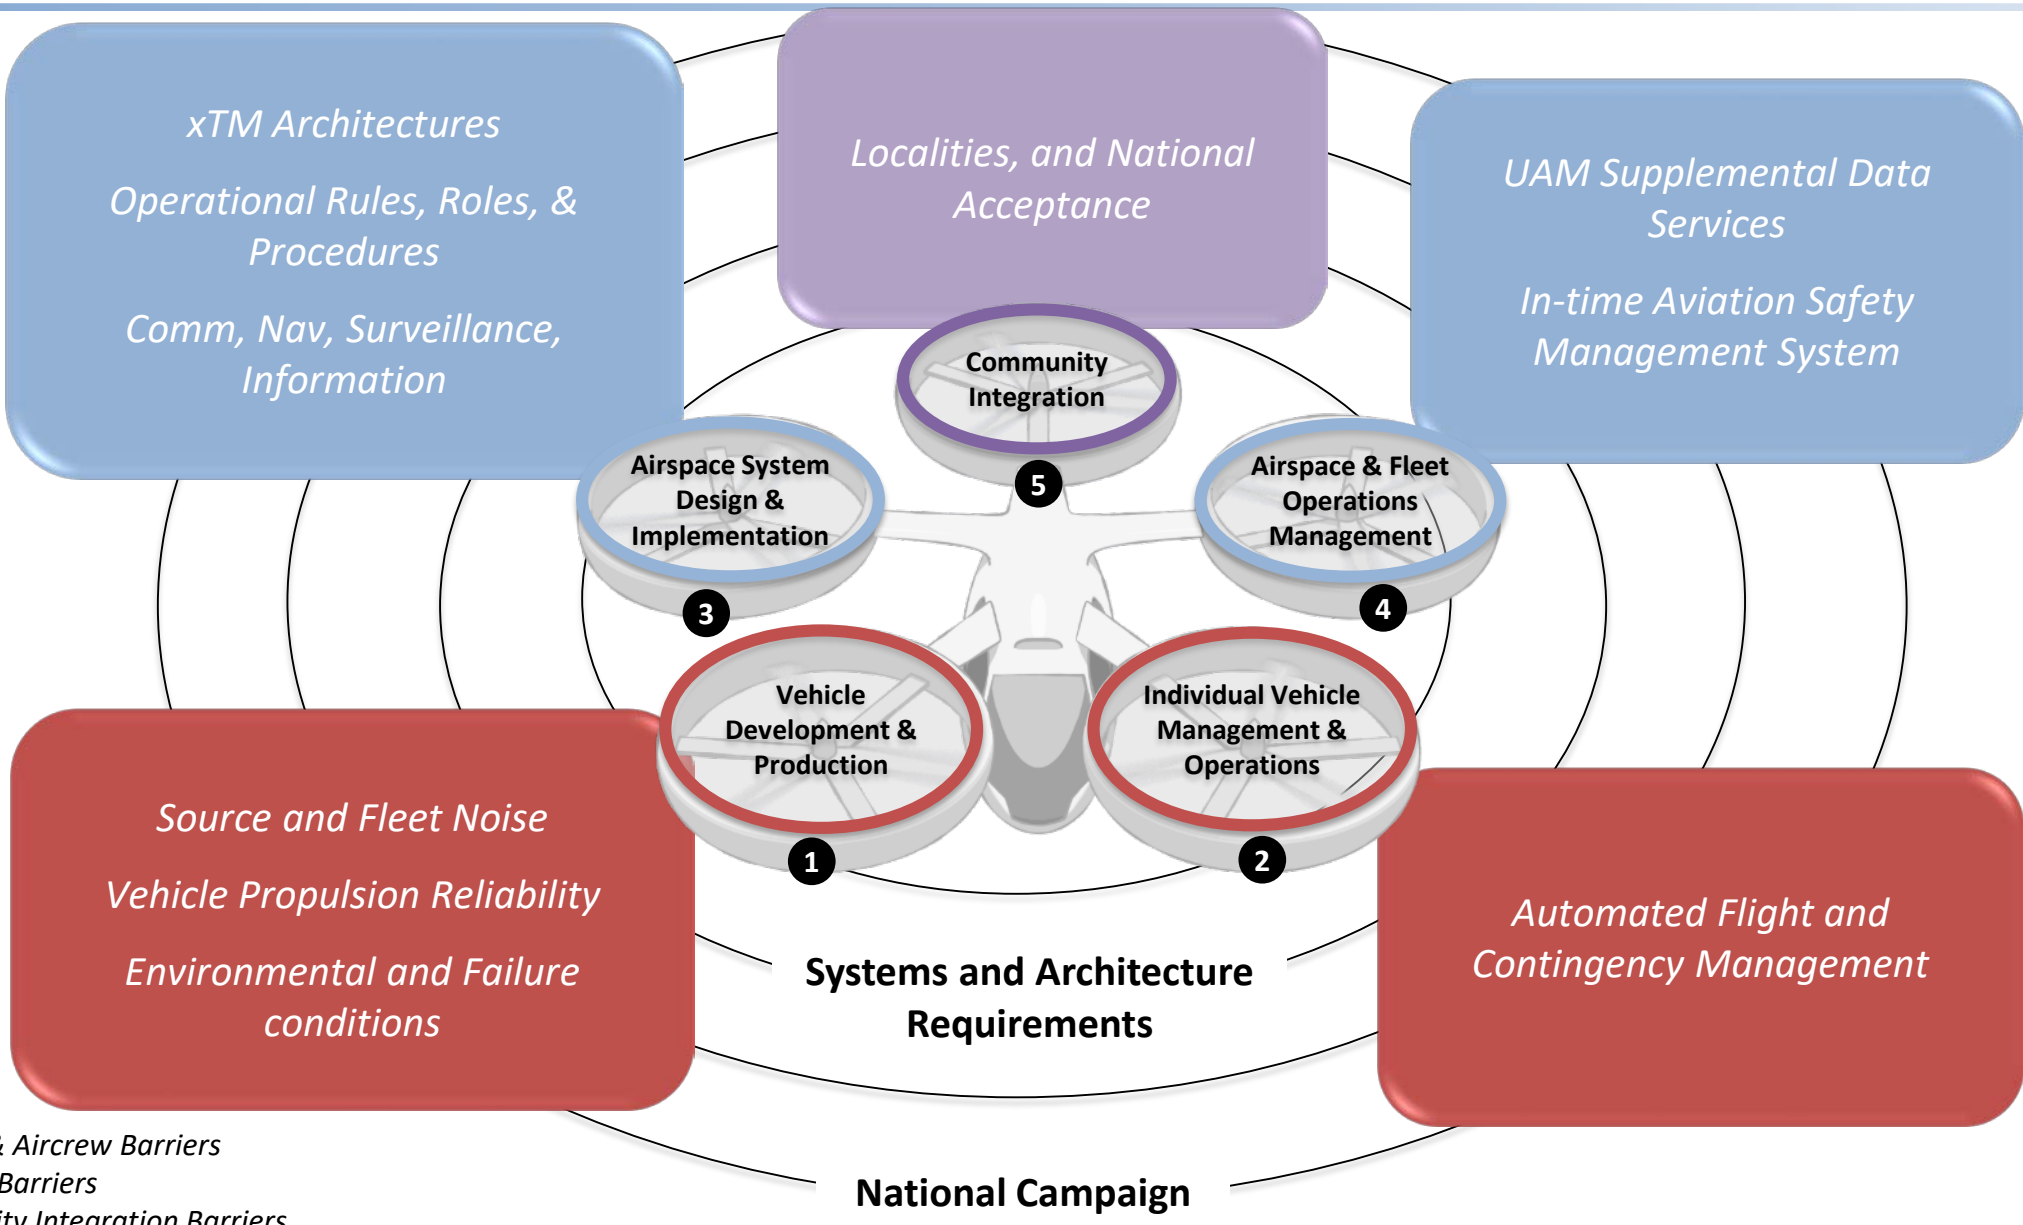 xTM Architectures
Operational Rules, Roles, &
Procedures
Comm, Nav, Surveillance,
Information
Localities, and National
Acceptance
UAM Supplemental Data
Services
In-time Aviation Safety
Management System
Community
Integration
5
Airspace System
Design &
Implementation
3
Airspace & Fleet
Operations
Management
4
Vehicle
Development &
Production
1
Individual Vehicle
Management &
Operations
2
Source and Fleet Noise
Vehicle Propulsion Reliability
Environmental and Failure
conditions
Automated Flight and
Contingency Management
Systems and Architecture
Requirements
National Campaign
& Aircrew Barriers
Barriers
ity Integration Barriers